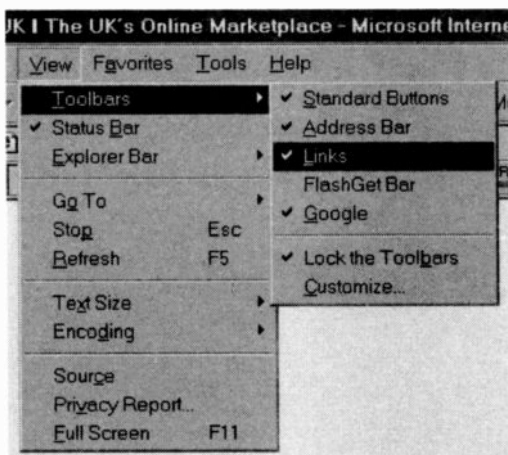 UK I The UK's Online Marketplace - Microsoft Interne
View Favorites Tools Help
Toolbars
Status Bar
Explorer Bar
Go To
Stop Esc
Refresh F5
Text Size
Encoding
Source
Privacy Report...
Full Screen F11
Standard Buttons
Address Bar
Links
FlashGet Bar
Google
Lock the Toolbars
Customize...